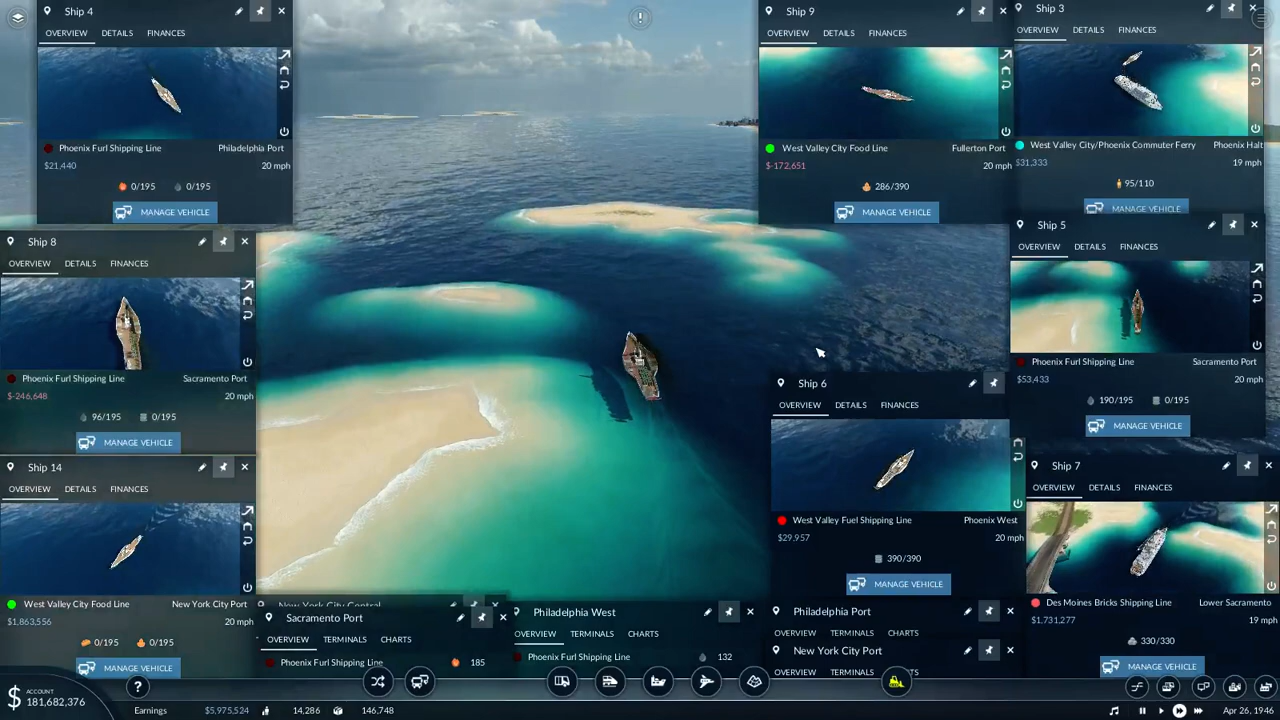 Ship 4
OVERVIEW DETAILS FINANCES
Phoenix Furl Shipping Line Philadelphia Port
$21,440 20 mph
0/195 0/195
MANAGE VEHICLE
Ship 9
OVERVIEW DETAILS FINANCES
West Valley City Food Line Fullerton Port
$-172,651 20 mph
286/390
MANAGE VEHICLE
Ship 3
OVERVIEW DETAILS FINANCES
West Valley City/Phoenix Commuter Ferry Phoenix Halt
$31,333 19 mph
95/110
MANAGE VEHICLE
Ship 8
OVERVIEW DETAILS FINANCES
Phoenix Furl Shipping Line Sacramento Port
$-246,648 20 mph
96/195 0/195
MANAGE VEHICLE
Ship 5
OVERVIEW DETAILS FINANCES
Phoenix Furl Shipping Line Sacramento Port
$53,433 20 mph
190/195 0/195
MANAGE VEHICLE
Ship 6
OVERVIEW DETAILS FINANCES
West Valley Fuel Shipping Line Phoenix West
$29,957 20 mph
390/390
MANAGE VEHICLE
Ship 14
OVERVIEW DETAILS FINANCES
West Valley City Food Line New York City Port
$1,863,556 20 mph
0/195 0/195
MANAGE VEHICLE
Ship 7
OVERVIEW DETAILS FINANCES
Des Moines Bricks Shipping Line Lower Sacramento
$1,731,277 19 mph
330/330
MANAGE VEHICLE
New York City Central
Sacramento Port
OVERVIEW TERMINALS CHARTS
Phoenix Furl Shipping Line 185
Philadelphia West
OVERVIEW TERMINALS CHARTS
Phoenix Furl Shipping Line 132
Philadelphia Port
OVERVIEW TERMINALS CHARTS
New York City Port
OVERVIEW TERMINALS CHARTS
$ ACCOUNT
181,682,376
?
Earnings $5,975,524 14,286 146,748 Apr 26, 1946